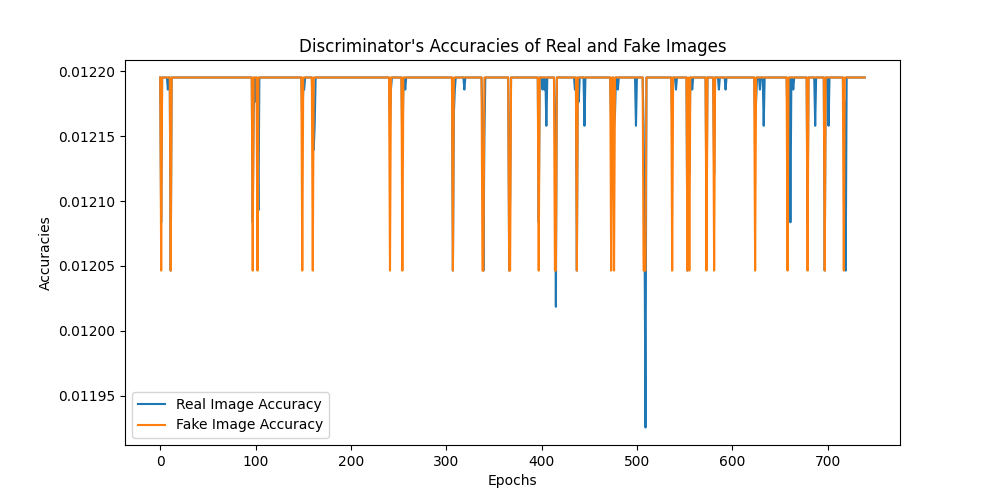 Discriminator's Accuracies of Real and Fake Images
0.01220
0.01215
0.01210
0.01205
0.01200
0.01195
Accuracies
Real Image Accuracy
Fake Image Accuracy
0 100 200 300 400 500 600 700
Epochs